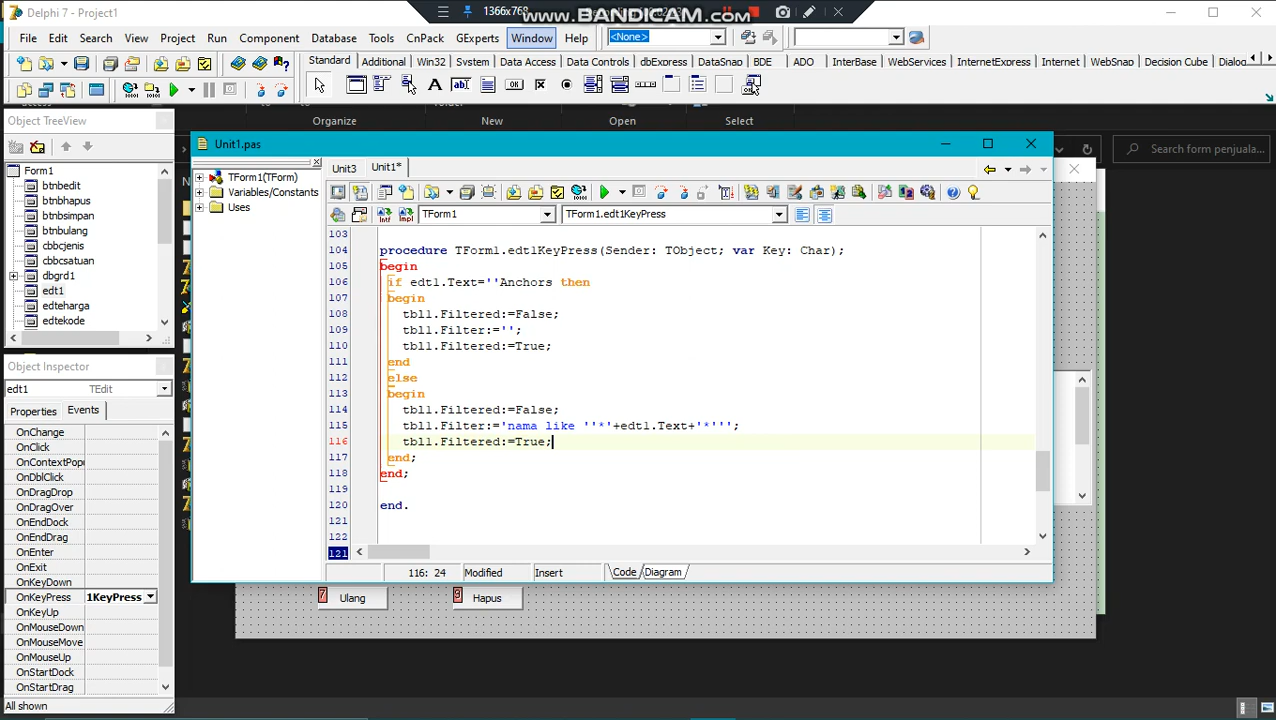 Delphi 7 - Project1
1366x768
www.BANDICAM.com
File Edit Search View Project Run Component Database Tools CnPack GExperts Window Help
<None>
Standard Additional Win32 System Data Access Data Controls dbExpress DataSnap BDE ADO InterBase WebServices InternetExpress Internet WebSnap Decision Cube Dialog
Organize New Open Select
Object TreeView
Form1
btnbedit
btnbhapus
btnbsimpan
btnbulang
cbbcjenis
cbbcsatuan
dbgrd1
edt1
edteharga
edtekode
Object Inspector
edt1 TEdit
Properties Events
OnChange
OnClick
OnContextPopu
OnDblClick
OnDragDrop
OnDragOver
OnEndDock
OnEndDrag
OnEnter
OnExit
OnKeyDown
OnKeyPress 1KeyPress
OnKeyUp
OnMouseDown
OnMouseMove
OnMouseUp
OnStartDock
OnStartDrag
All shown
Unit1.pas
TForm1(TForm)
Variables/Constants
Uses
Unit3 Unit1*
TForm1 TForm1.edt1KeyPress
103
104 procedure TForm1.edt1KeyPress(Sender: TObject; var Key: Char);
105 begin
106 if edt1.Text=''Anchors then
107 begin
108 tbl1.Filtered:=False;
109 tbl1.Filter:='';
110 tbl1.Filtered:=True;
111 end
112 else
113 begin
114 tbl1.Filtered:=False;
115 tbl1.Filter:='nama like ''*'+edt1.Text+'*''';
116 tbl1.Filtered:=True;
117 end;
118 end;
119
120 end.
121
122
121
116: 24 Modified Insert Code Diagram
Search form penjuala
7 Ulang 9 Hapus